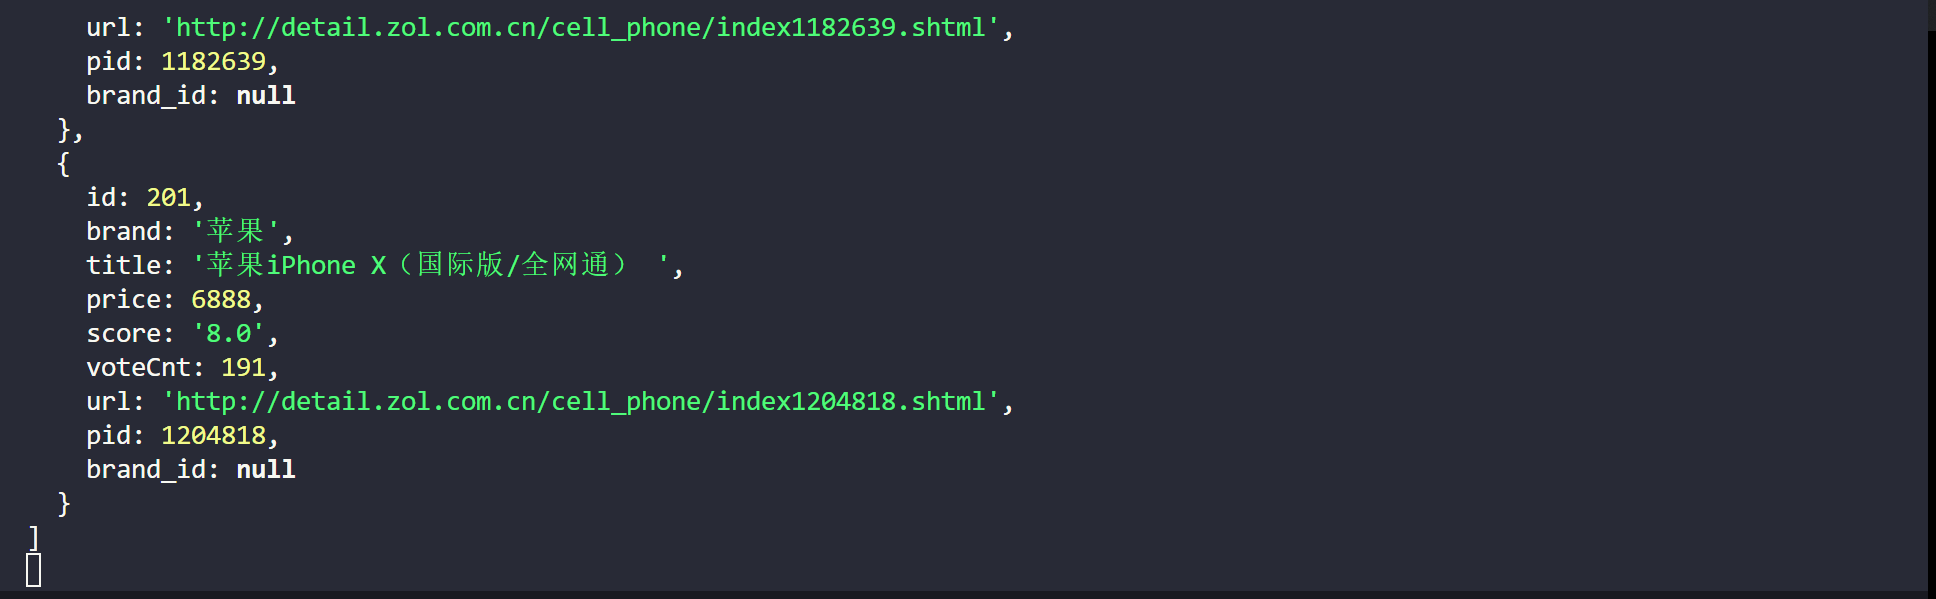 url: 'http://detail.zol.com.cn/cell_phone/index1182639.shtml',
pid: 1182639,
brand_id: null
},
{
id: 201,
brand: '苹果',
title: '苹果iPhone X（国际版/全网通） ',
price: 6888,
score: '8.0',
voteCnt: 191,
url: 'http://detail.zol.com.cn/cell_phone/index1204818.shtml',
pid: 1204818,
brand_id: null
}
]